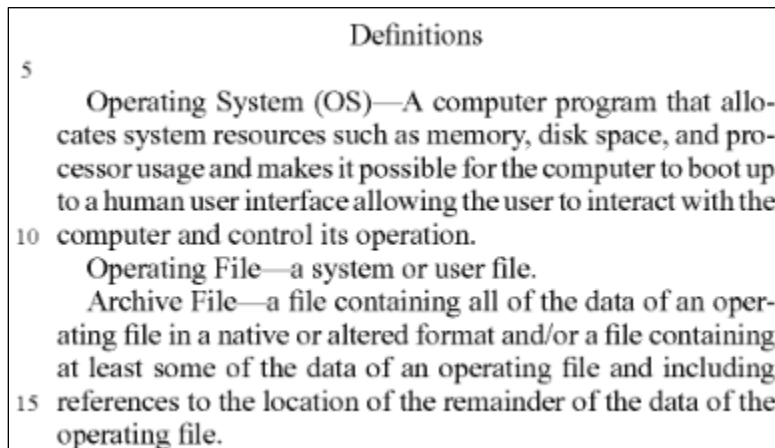 Definitions
5
Operating System (OS)—A computer program that allo-
cates system resources such as memory, disk space, and pro-
cessor usage and makes it possible for the computer to boot up
to a human user interface allowing the user to interact with the
10 computer and control its operation.
Operating File—a system or user file.
Archive File—a file containing all of the data of an oper-
ating file in a native or altered format and/or a file containing
at least some of the data of an operating file and including
15 references to the location of the remainder of the data of the
operating file.